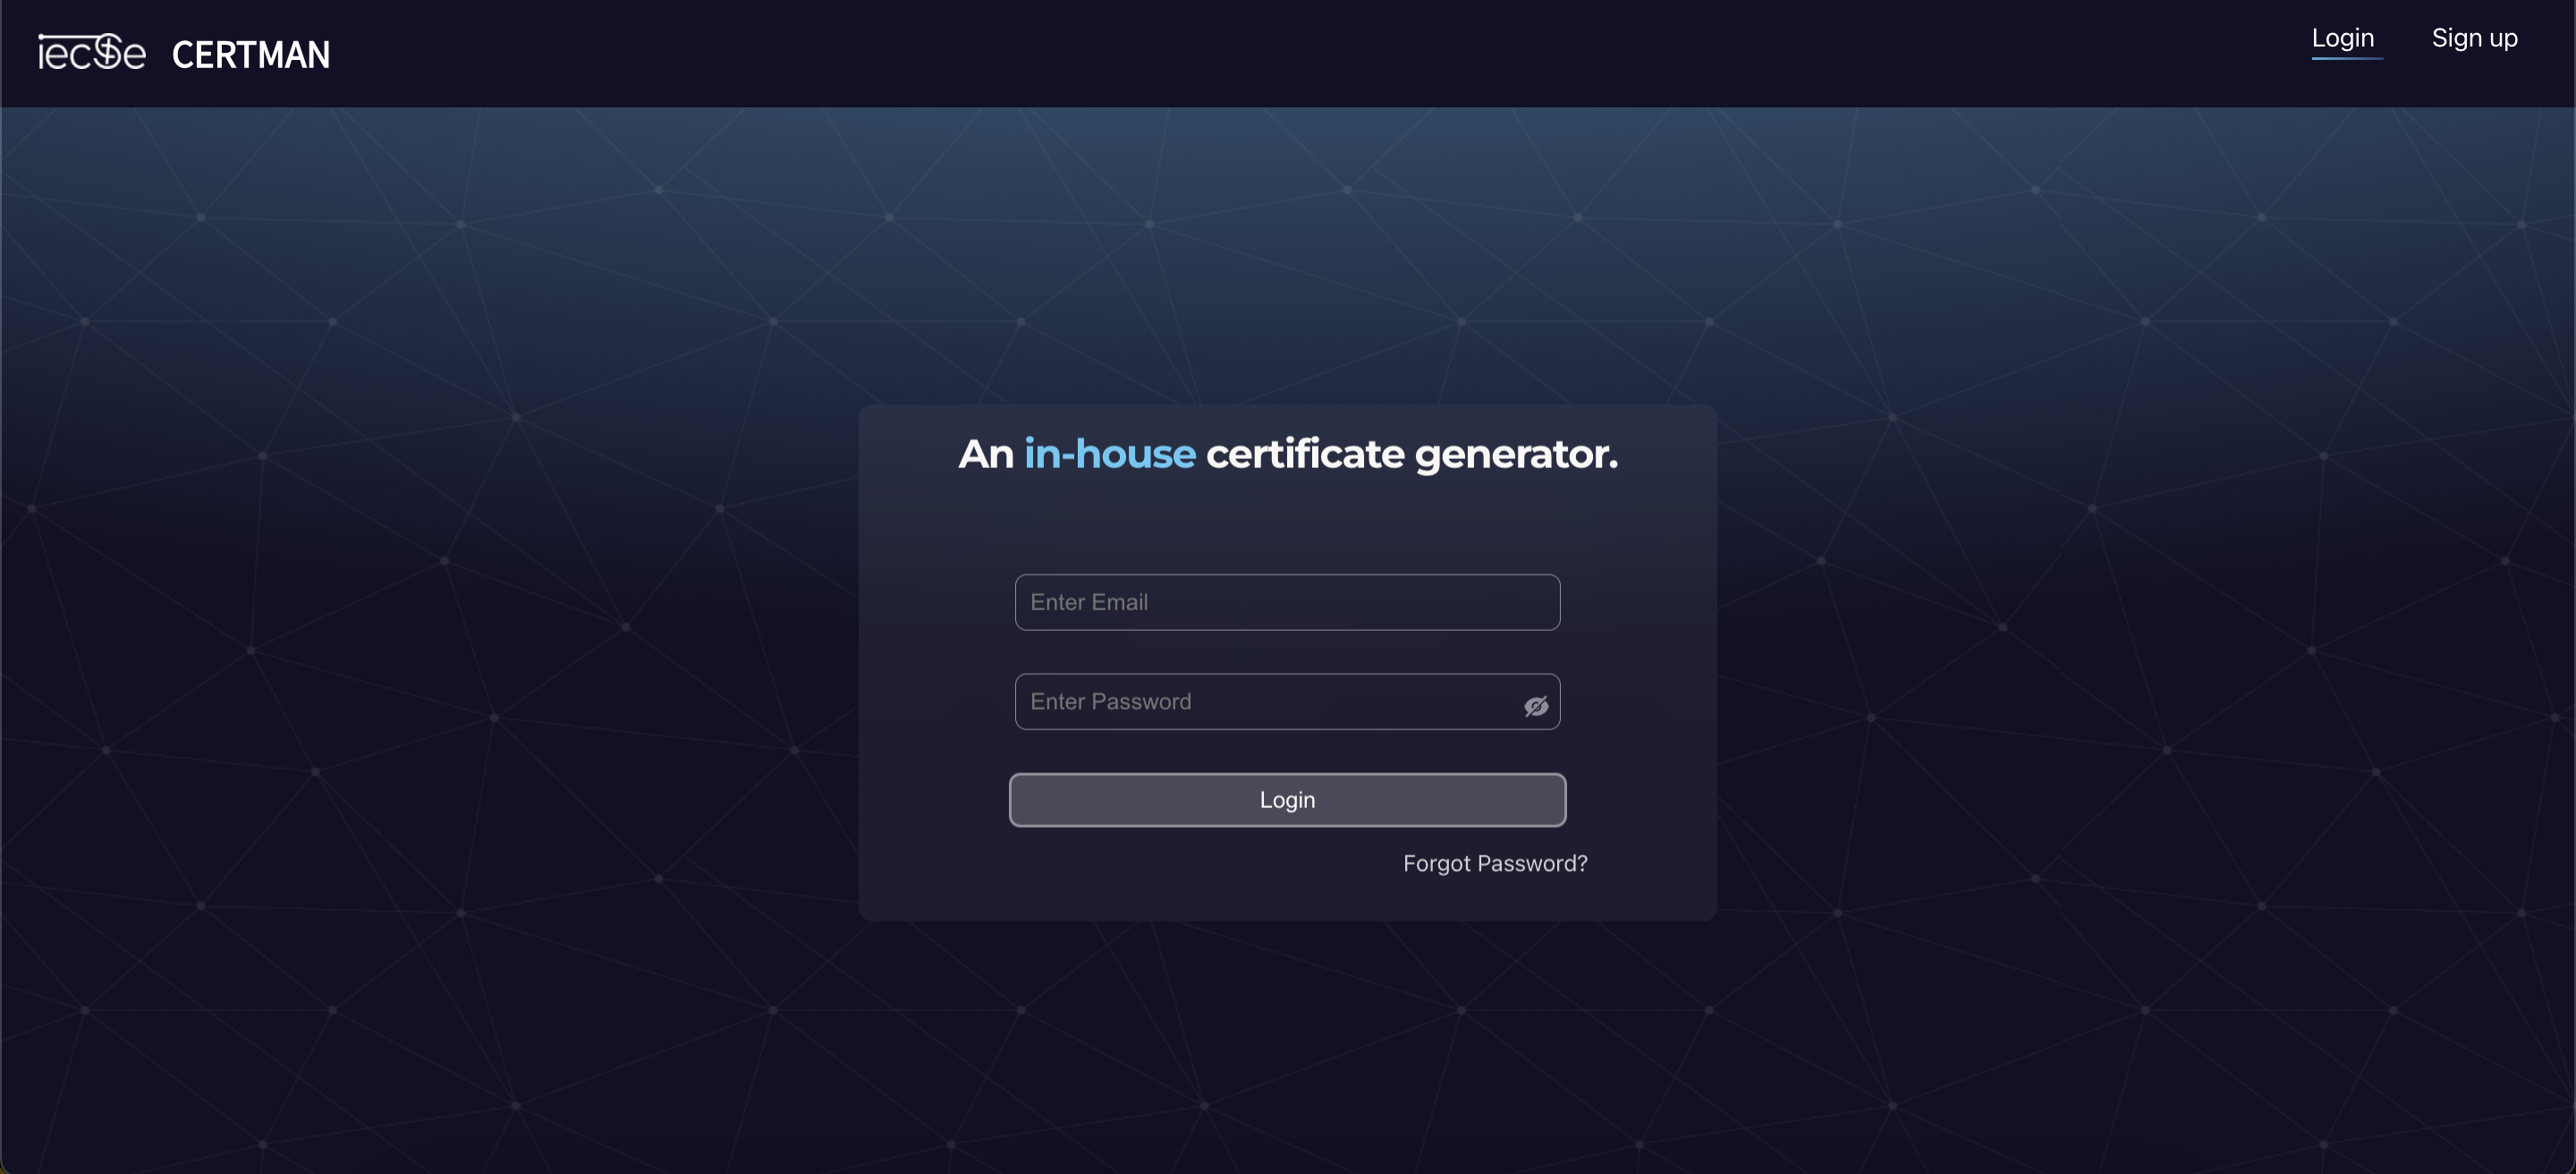 iecse CERTMAN
Login
Sign up
An in-house certificate generator.
Enter Email
Enter Password
Login
Forgot Password?